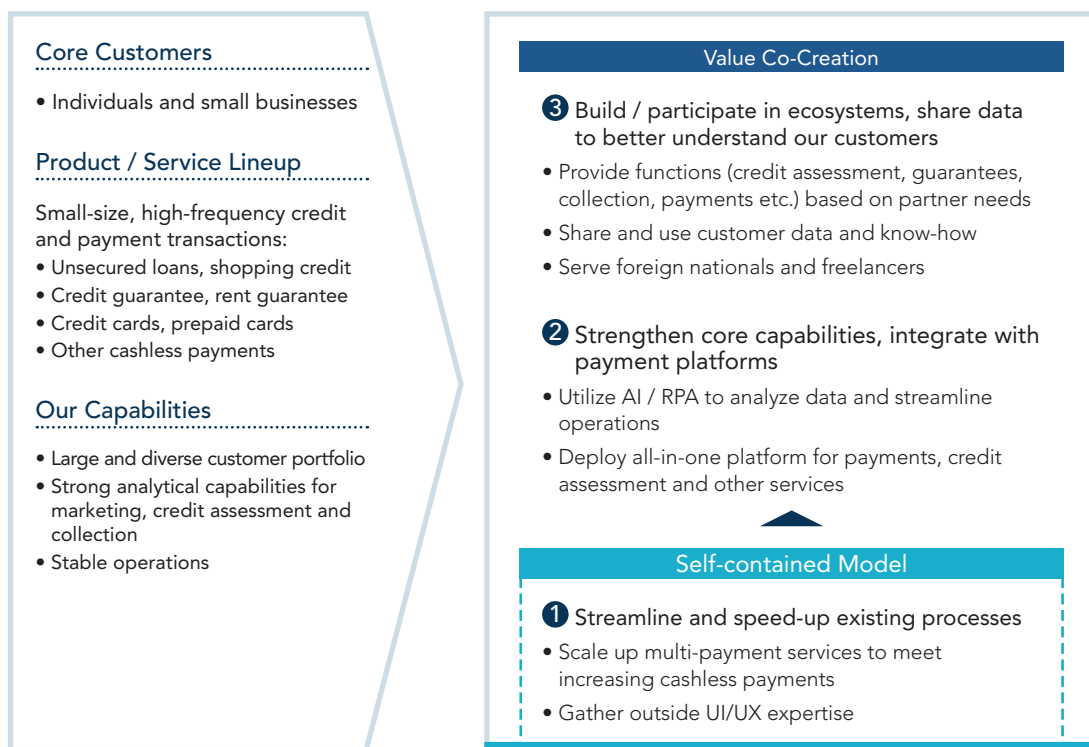 Core Customers
• Individuals and small businesses
Product / Service Lineup
Small-size, high-frequency credit
and payment transactions:
• Unsecured loans, shopping credit
• Credit guarantee, rent guarantee
• Credit cards, prepaid cards
• Other cashless payments
Our Capabilities
• Large and diverse customer portfolio
• Strong analytical capabilities for
marketing, credit assessment and
collection
• Stable operations
Value Co-Creation
3 Build / participate in ecosystems, share data
to better understand our customers
• Provide functions (credit assessment, guarantees,
collection, payments etc.) based on partner needs
• Share and use customer data and know-how
• Serve foreign nationals and freelancers
2 Strengthen core capabilities, integrate with
payment platforms
• Utilize AI / RPA to analyze data and streamline
operations
• Deploy all-in-one platform for payments, credit
assessment and other services
Self-contained Model
1 Streamline and speed-up existing processes
• Scale up multi-payment services to meet
increasing cashless payments
• Gather outside UI/UX expertise